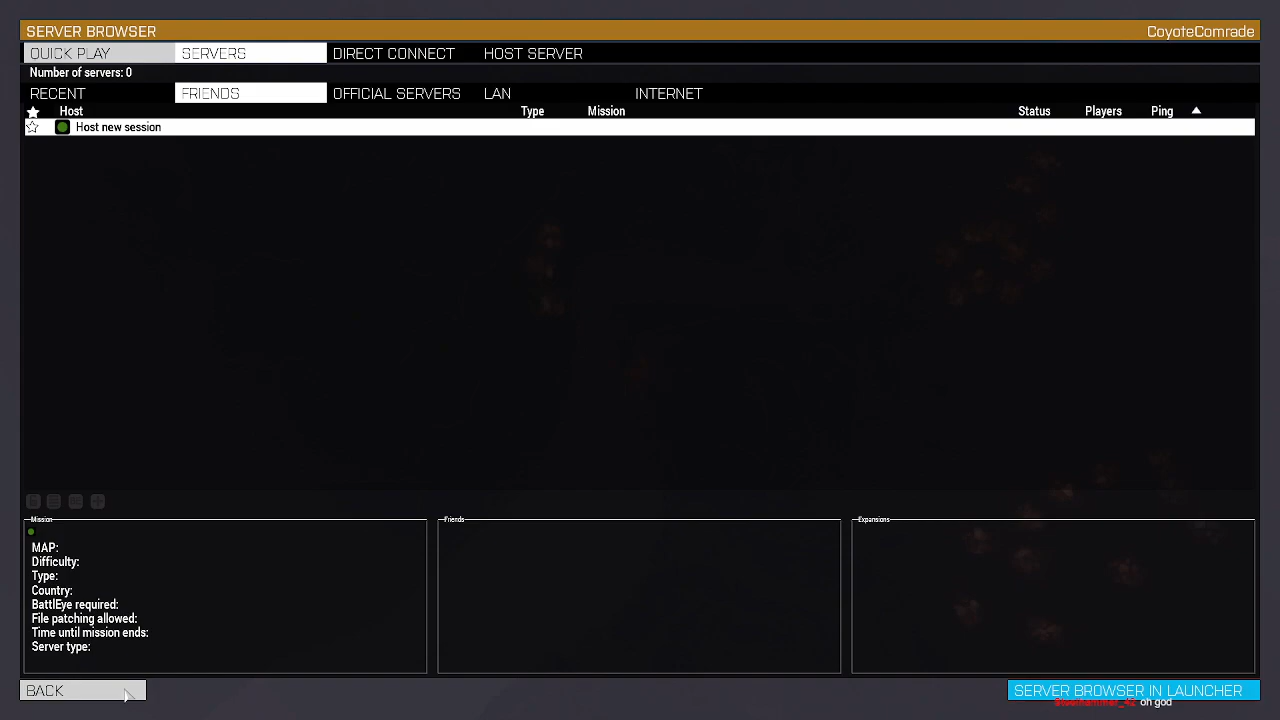 SERVER BROWSER CoyoteComrade
QUICK PLAY SERVERS DIRECT CONNECT HOST SERVER
Number of servers: 0
RECENT FRIENDS OFFICIAL SERVERS LAN INTERNET
Host Type Mission Status Players Ping
Host new session
Mission Friends Expansions
MAP:
Difficulty:
Type:
Country:
BattlEye required:
File patching allowed:
Time until mission ends:
Server type:
BACK SERVER BROWSER IN LAUNCHER
oh god